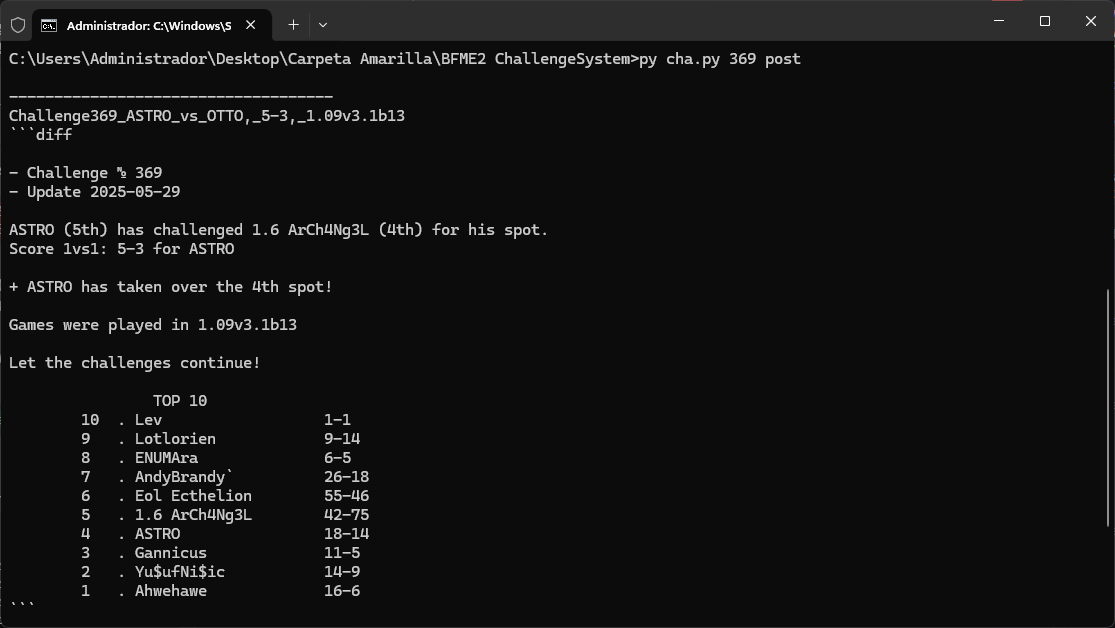 Administrador: C:\Windows\S
C:\Users\Administrador\Desktop\Carpeta Amarilla\BFME2 ChallengeSystem>py cha.py 369 post
------------------------------------
Challenge369_ASTRO_vs_OTTO,_5-3,_1.09v3.1b13
```diff
- Challenge № 369
- Update 2025-05-29
ASTRO (5th) has challenged 1.6 ArCh4Ng3L (4th) for his spot.
Score 1vs1: 5-3 for ASTRO
+ ASTRO has taken over the 4th spot!
Games were played in 1.09v3.1b13
Let the challenges continue!
TOP 10
10 . Lev 1-1
9 . Lotlorien 9-14
8 . ENUMAra 6-5
7 . AndyBrandy` 26-18
6 . Eol Ecthelion 55-46
5 . 1.6 ArCh4Ng3L 42-75
4 . ASTRO 18-14
3 . Gannicus 11-5
2 . Yu$ufNi$ic 14-9
1 . Ahwehawe 16-6
```